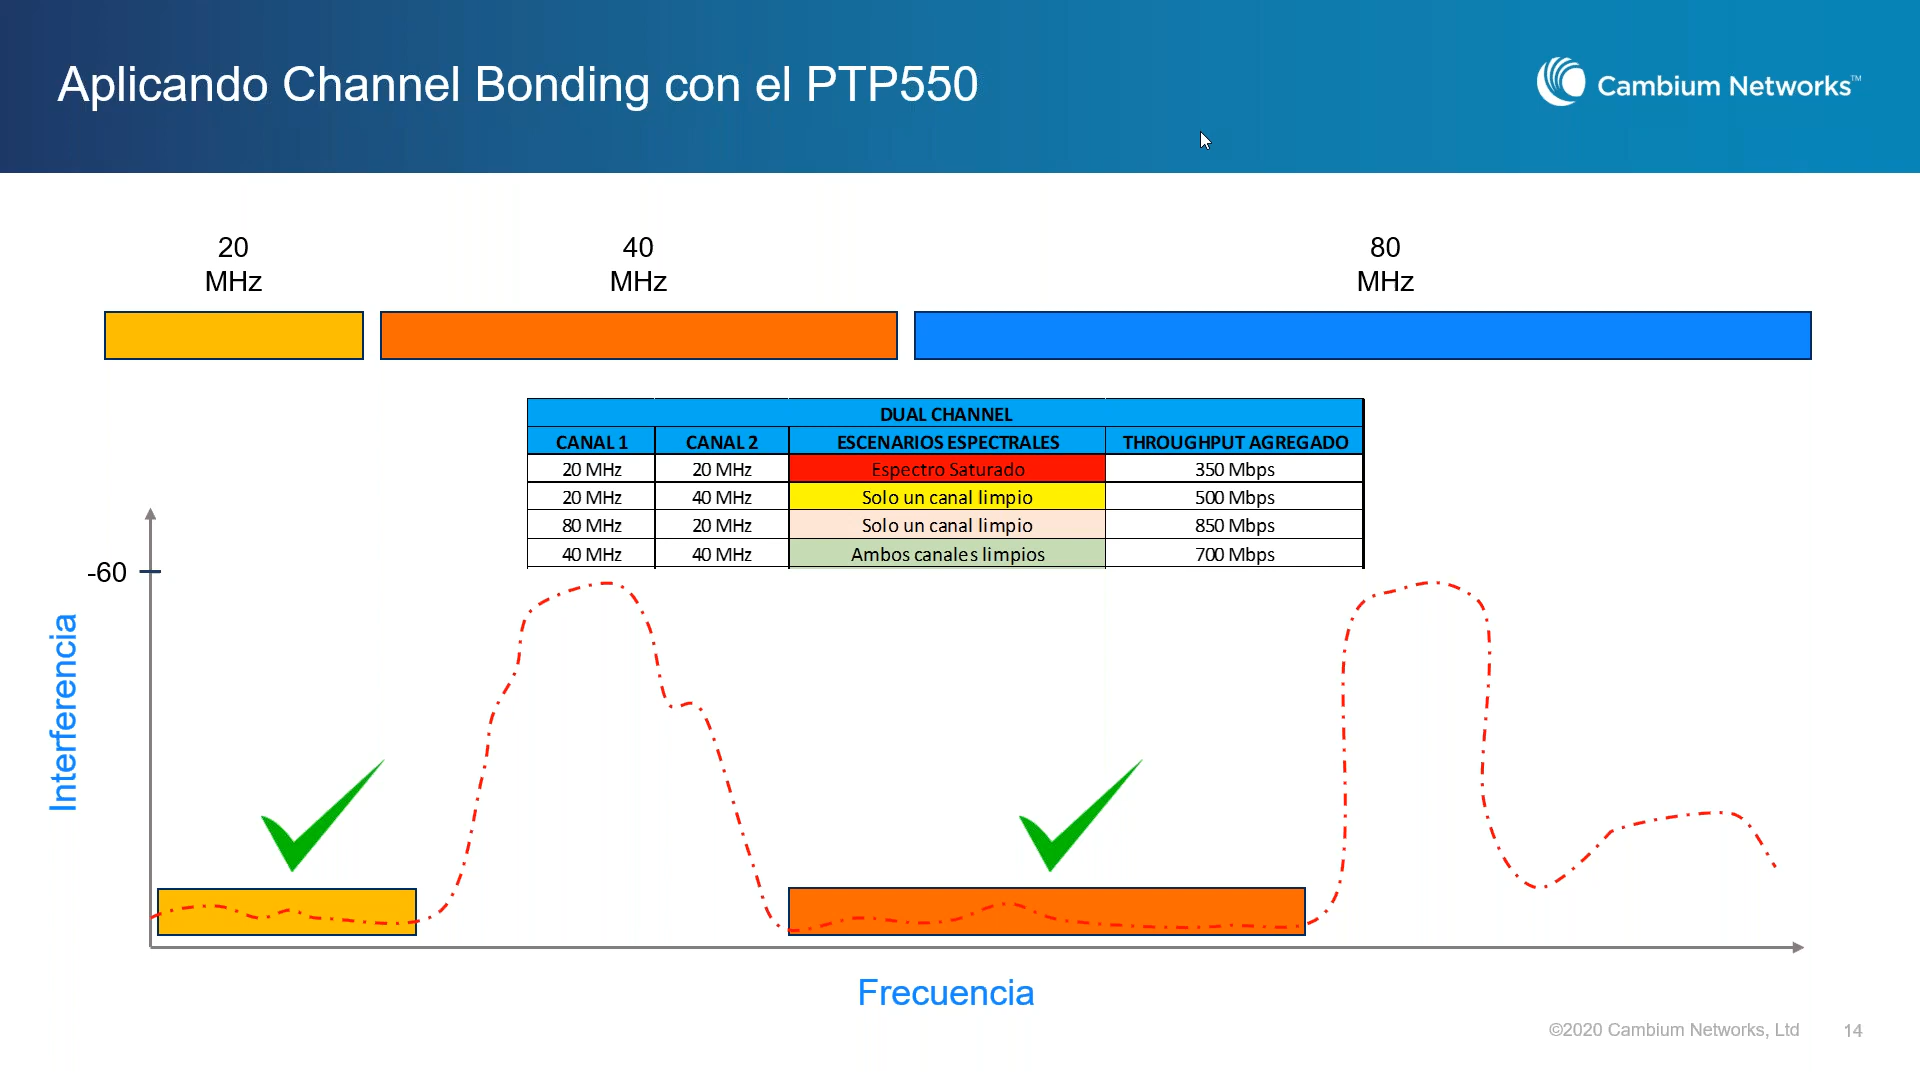 Aplicando Channel Bonding con el PTP550
Cambium Networks™
20
MHz
40
MHz
80
MHz
DUAL CHANNEL
CANAL 1 CANAL 2 ESCENARIOS ESPECTRALES THROUGHPUT AGREGADO
20 MHz 20 MHz Espectro Saturado 350 Mbps
20 MHz 40 MHz Solo un canal limpio 500 Mbps
80 MHz 20 MHz Solo un canal limpio 850 Mbps
40 MHz 40 MHz Ambos canales limpios 700 Mbps
-60
Interferencia
Frecuencia
©2020 Cambium Networks, Ltd 14